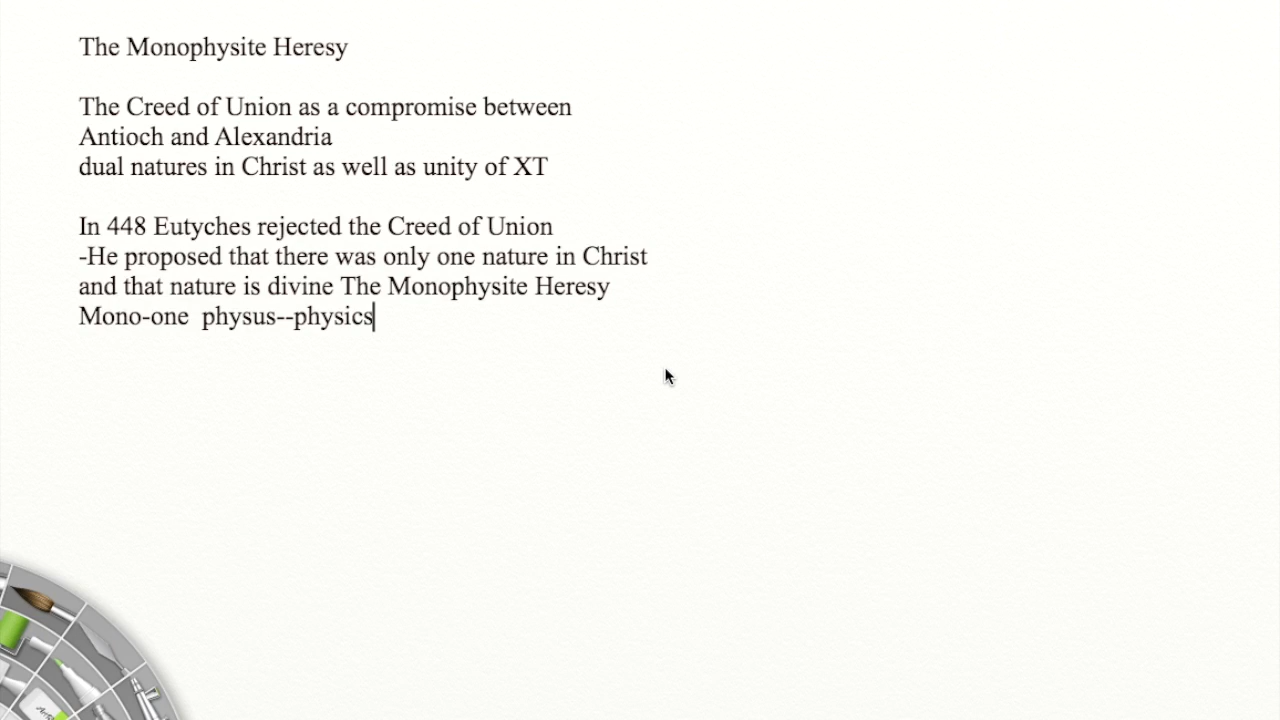 The Monophysite Heresy
The Creed of Union as a compromise between
Antioch and Alexandria
dual natures in Christ as well as unity of XT
In 448 Eutyches rejected the Creed of Union
-He proposed that there was only one nature in Christ
and that nature is divine The Monophysite Heresy
Mono-one  physus--physics